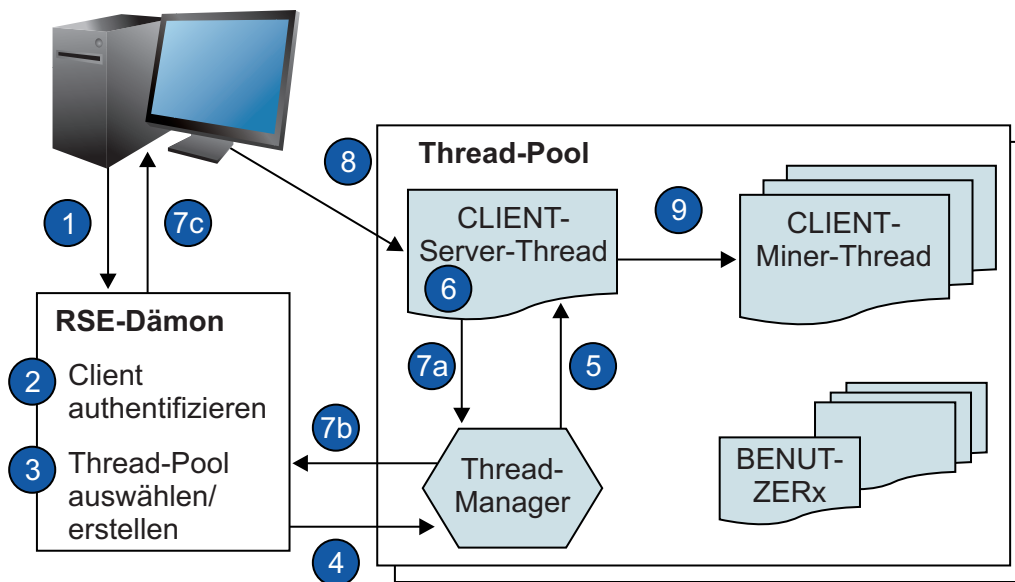 8
Thread-Pool
1
7c
CLIENT-
Server-Thread
9
CLIENT-
Miner-Thread
6
RSE-Dämon
2
Client
authentifizieren
7a
5
7b
3
Thread-Pool
auswählen/
erstellen
Thread-
Manager
BENUT-
ZERx
4